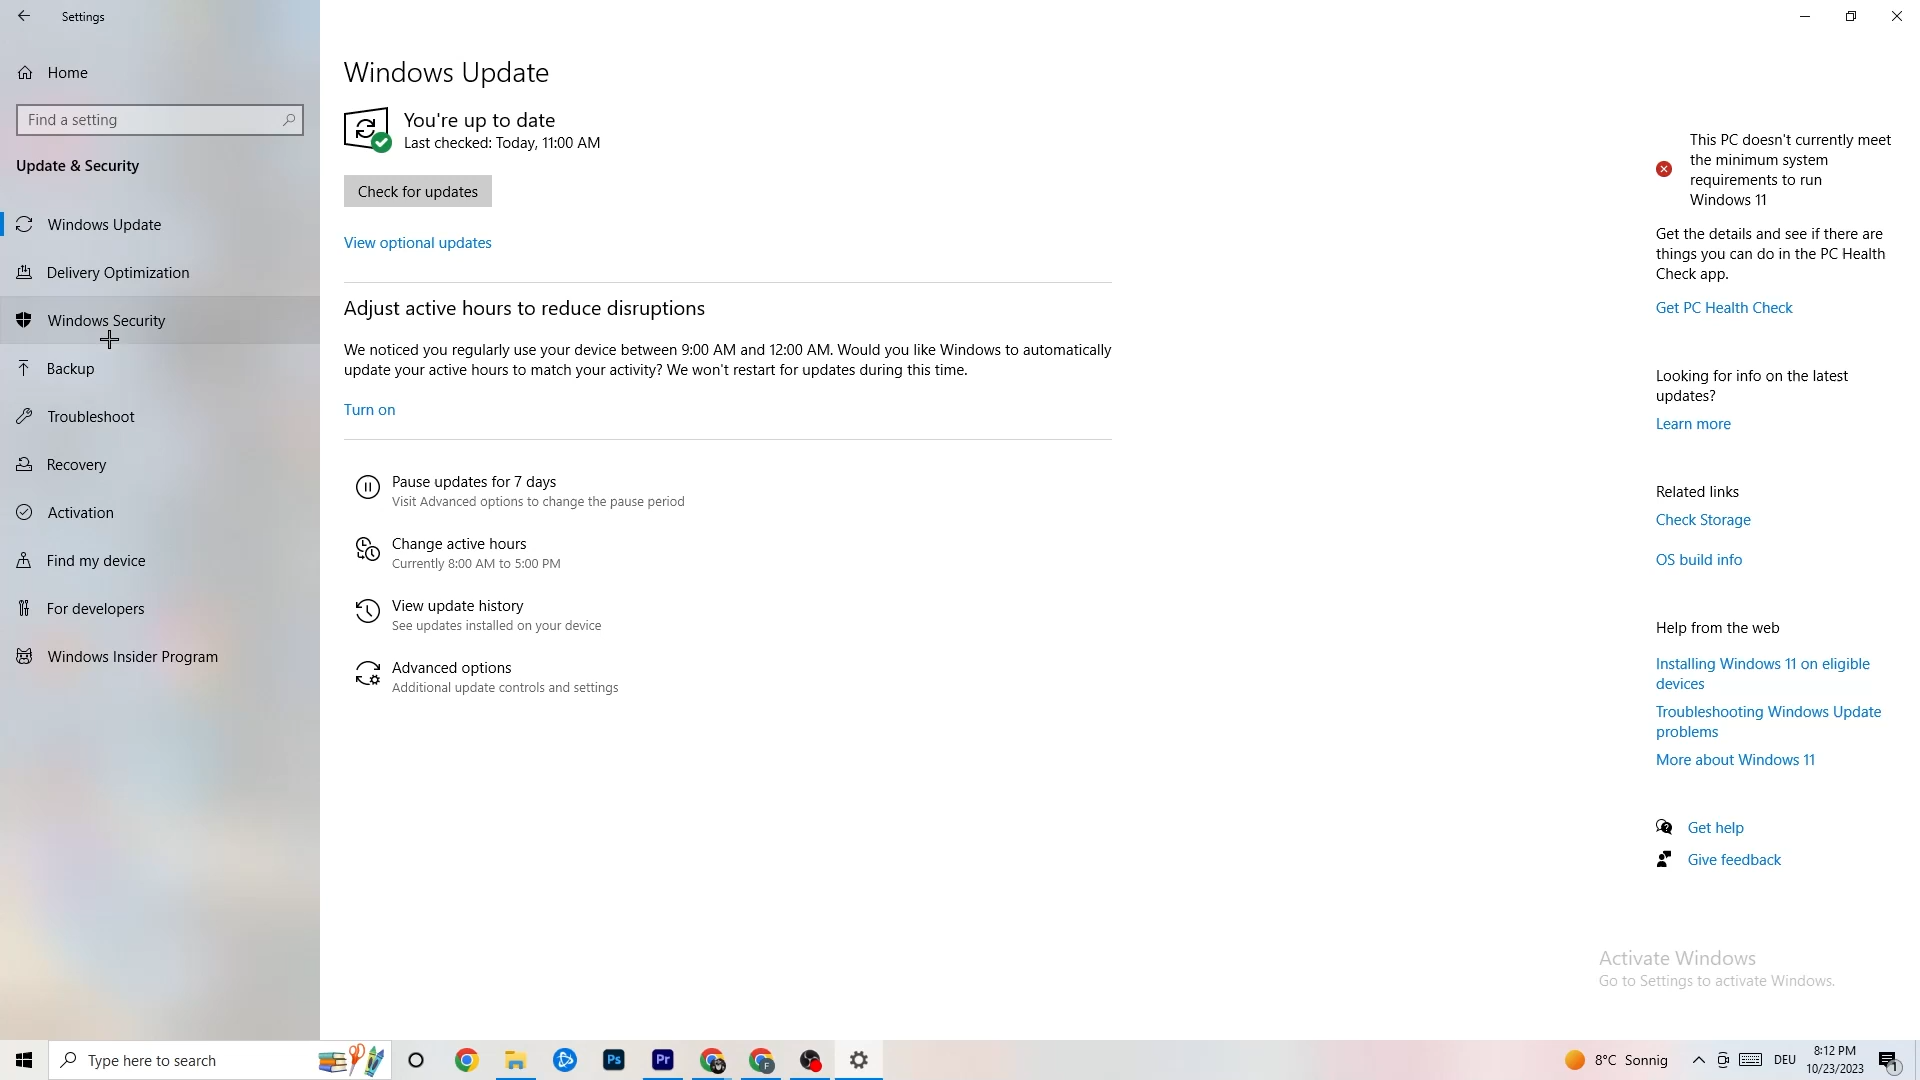 Settings
Home
Find a setting
Update & Security
Windows Update
Delivery Optimization
Windows Security
Backup
Troubleshoot
Recovery
Activation
Find my device
For developers
Windows Insider Program
Windows Update
You're up to date
Last checked: Today, 11:00 AM
Check for updates
View optional updates
Adjust active hours to reduce disruptions
We noticed you regularly use your device between 9:00 AM and 12:00 AM. Would you like Windows to automatically
update your active hours to match your activity? We won't restart for updates during this time.
Turn on
Pause updates for 7 days
Visit Advanced options to change the pause period
Change active hours
Currently 8:00 AM to 5:00 PM
View update history
See updates installed on your device
Advanced options
Additional update controls and settings
This PC doesn't currently meet
the minimum system
requirements to run
Windows 11
Get the details and see if there are
things you can do in the PC Health
Check app.
Get PC Health Check
Looking for info on the latest
updates?
Learn more
Related links
Check Storage
OS build info
Help from the web
Installing Windows 11 on eligible
devices
Troubleshooting Windows Update
problems
More about Windows 11
Get help
Give feedback
Activate Windows
Go to Settings to activate Windows.
Type here to search
Ps
Pr
F
8°C Sonnig
DEU
8:12 PM
10/23/2023
1